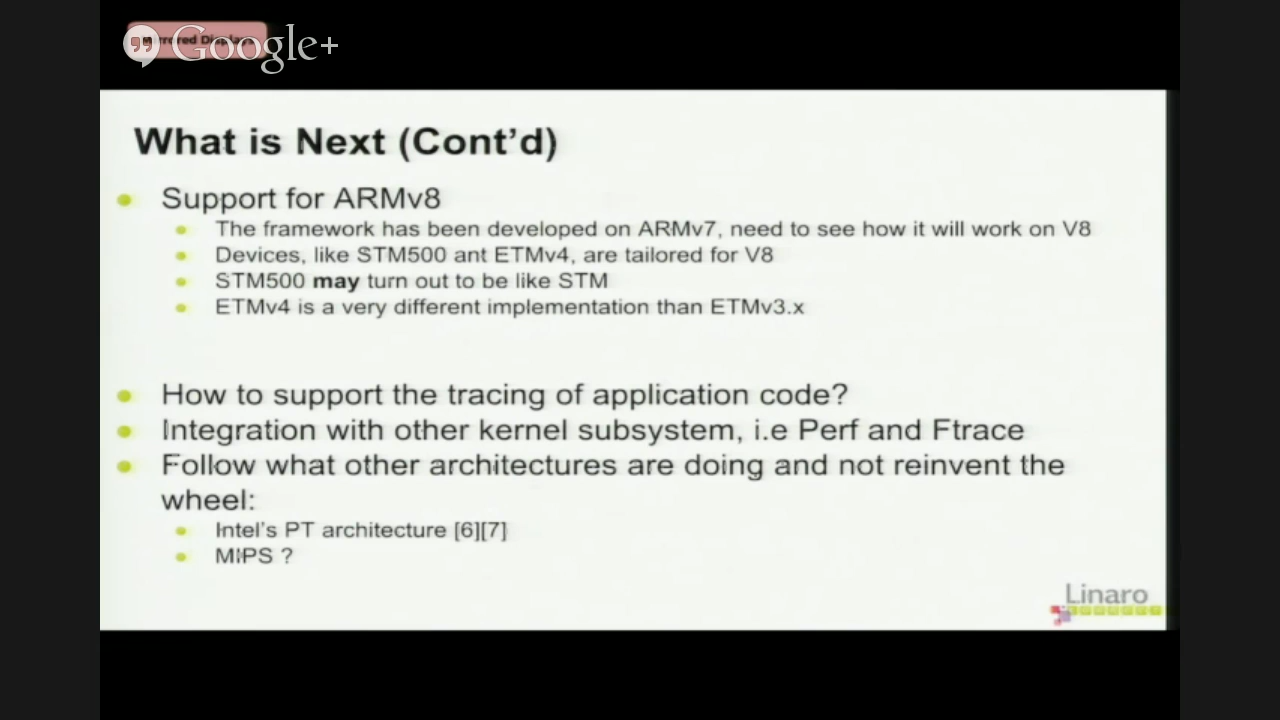 Google+
What is Next (Cont'd)
Support for ARMv8
The framework has been developed on ARMv7, need to see how it will work on V8
Devices, like STM500 ant ETMv4, are tailored for V8
STM500 may turn out to be like STM
ETMv4 is a very different implementation than ETMv3.x
How to support the tracing of application code?
Integration with other kernel subsystem, i.e Perf and Ftrace
Follow what other architectures are doing and not reinvent the
wheel:
Intel's PT architecture [6][7]
MIPS ?
Linaro